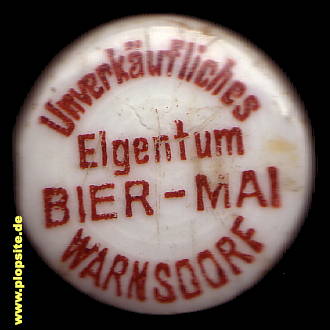 Unverkäufliches
Eigentum
BIER-MAI
WARNSDORF
www.plopsite.de